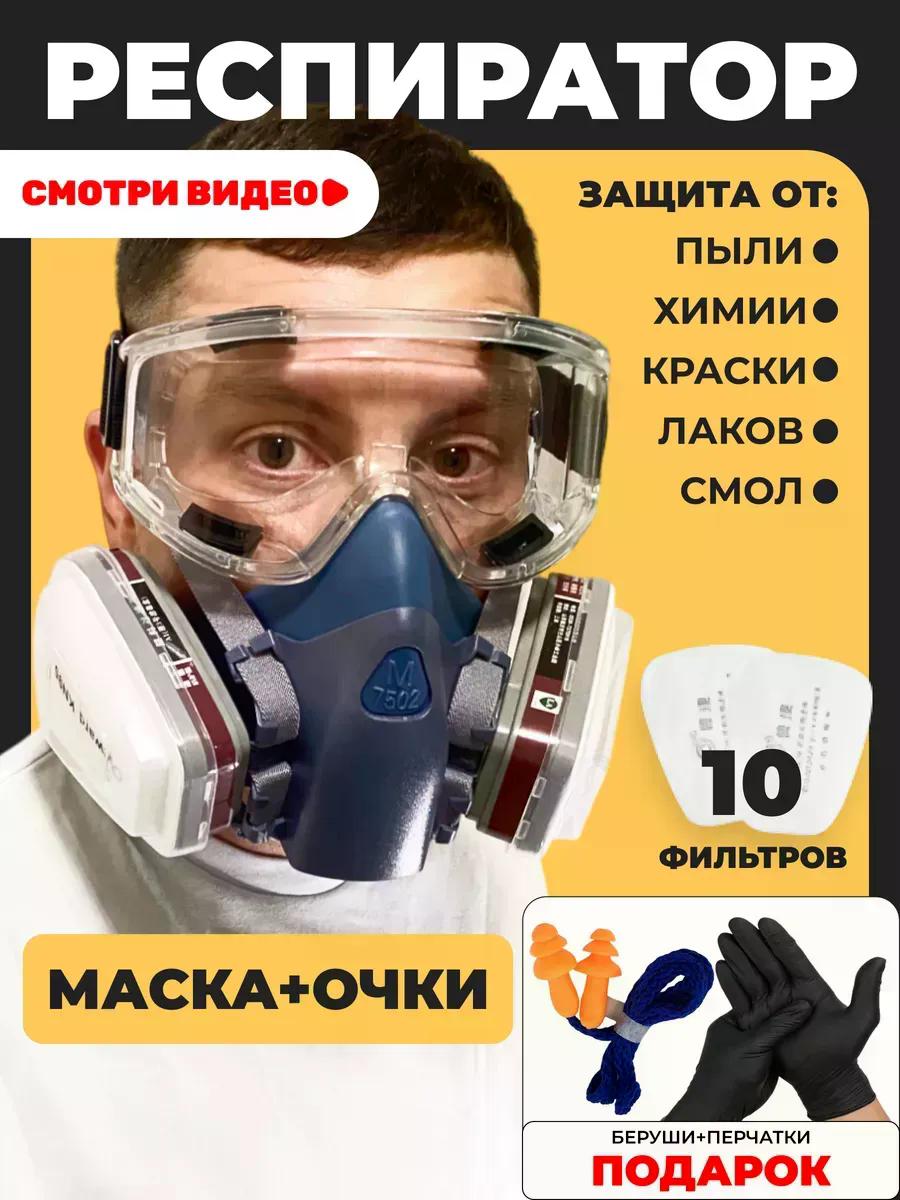 РЕСПИРАТОР
СМОТРИ ВИДЕО
ЗАЩИТА ОТ:
ПЫЛИ
ХИМИИ
КРАСКИ
ЛАКОВ
СМОЛ
M
7502
10
ФИЛЬТРОВ
МАСКА+ОЧКИ
БЕРУШИ+ПЕРЧАТКИ
ПОДАРОК